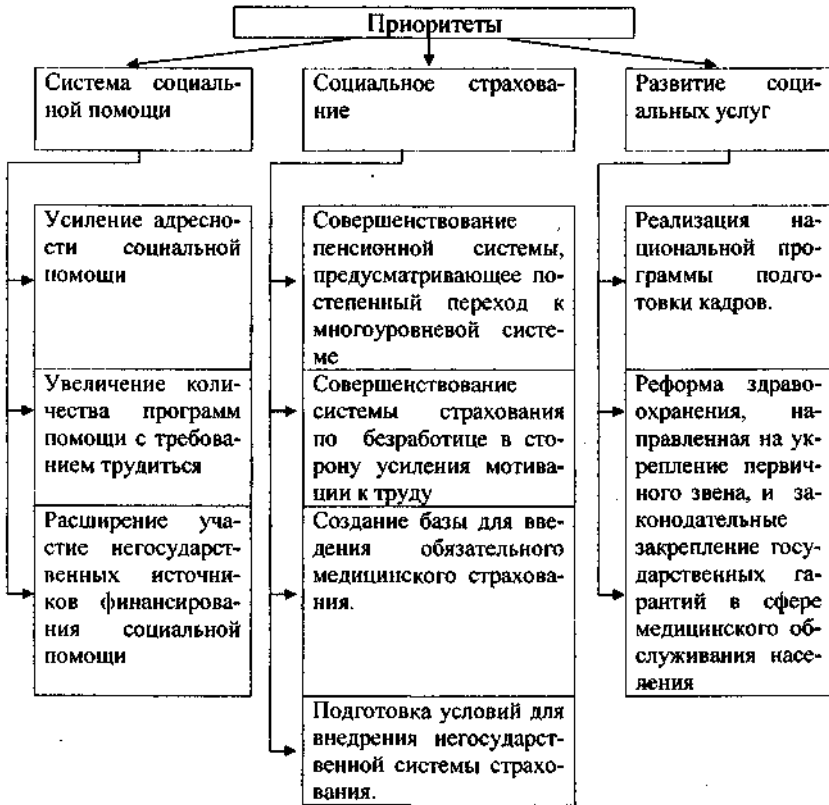 Приоритеты
Система социаль-
ной помощи
Социальное страхова-
ние
Развитие соци-
альных услуг
Усиление адресно-
сти социальной
помощи
Увеличение коли-
чества программ
помощи с требова-
нием трудиться
Расширение уча-
стие негосударст-
венных источни-
ков финансирова-
ния социальной
помощи
Совершенствование
пенсионной системы,
предусматривающее по-
степенный переход к
многоуровневой систе-
ме
Совершенствование
системы страхования
по безработице в сто-
рону усиления мотива-
ции к труду
Создание базы для вве-
дения обязательного
медицинского страхова-
ния.
Подготовка условий для
внедрения негосударст-
венной системы страхо-
вания.
Реализация на-
циональной про-
граммы подго-
товки кадров.
Реформа здраво-
охранения, на-
правленная на ук-
репление первич-
ного звена, и за-
конодательные
закрепление госу-
дарственных га-
рантий в сфере
медицинского об-
служивания насе-
ления